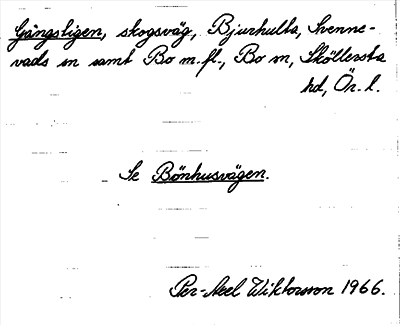 Gångstigen, skogsväg, Bjurhulta, Svenne-
vads sn samt Bo m.fl., Bo sn, Sköllersta
hd, Ör. l.
Se Bönhusvägen.
Per-Axel Wiktorsson 1966.